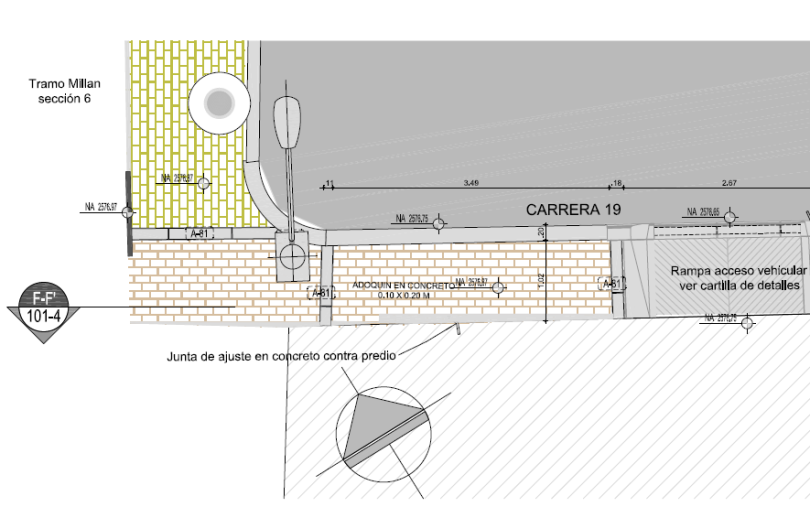 Tramo Millan
sección 6
NA 2576,87
NA 2576,97
.11
3.49
.18
2.67
CARRERA 19
NA 2576,75
NA 2576,65
A-81
.20
ADOQUIN EN CONCRETO
0.10 X 0.20 M
NA 2576,87
1.02
A-81
A-81
Rampa acceso vehicular
ver cartilla de detalles
F-F'
101-4
NA 2576,76
Junta de ajuste en concreto contra predio